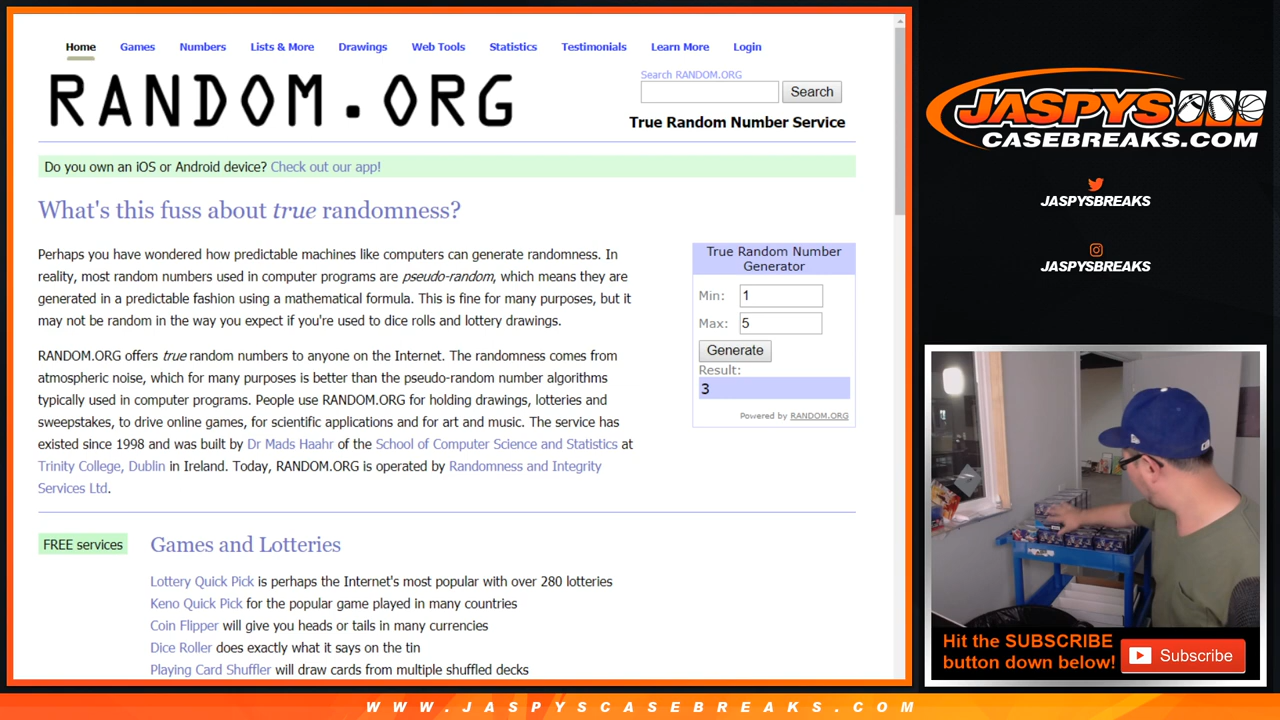 Home Games Numbers Lists & More Drawings Web Tools Statistics Testimonials Learn More Login
RANDOM.ORG
Search RANDOM.ORG
Search
True Random Number Service
Do you own an iOS or Android device? Check out our app!
What's this fuss about true randomness?
Perhaps you have wondered how predictable machines like computers can generate randomness. In
reality, most random numbers used in computer programs are pseudo-random, which means they are
generated in a predictable fashion using a mathematical formula. This is fine for many purposes, but it
may not be random in the way you expect if you're used to dice rolls and lottery drawings.
RANDOM.ORG offers true random numbers to anyone on the Internet. The randomness comes from
atmospheric noise, which for many purposes is better than the pseudo-random number algorithms
typically used in computer programs. People use RANDOM.ORG for holding drawings, lotteries and
sweepstakes, to drive online games, for scientific applications and for art and music. The service has
existed since 1998 and was built by Dr Mads Haahr of the School of Computer Science and Statistics at
Trinity College, Dublin in Ireland. Today, RANDOM.ORG is operated by Randomness and Integrity
Services Ltd.
True Random Number
Generator
Min: 1
Max: 5
Generate
Result:
3
Powered by RANDOM.ORG
FREE services
Games and Lotteries
Lottery Quick Pick is perhaps the Internet's most popular with over 280 lotteries
Keno Quick Pick for the popular game played in many countries
Coin Flipper will give you heads or tails in many currencies
Dice Roller does exactly what it says on the tin
Playing Card Shuffler will draw cards from multiple shuffled decks
JASPYS
CASEBREAKS.COM
JASPYSBREAKS
JASPYSBREAKS
Hit the SUBSCRIBE
button down below!
Subscribe
WWW.JASPYSCASEBREAKS.COM